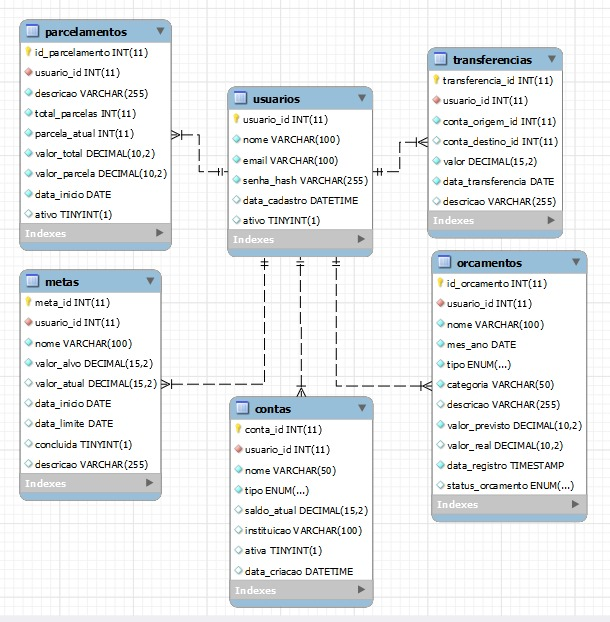 parcelamentos
id_parcelamento INT(11)
usuario_id INT(11)
descricao VARCHAR(255)
total_parcelas INT(11)
parcela_atual INT(11)
valor_total DECIMAL(10,2)
valor_parcela DECIMAL(10,2)
data_inicio DATE
ativo TINYINT(1)
Indexes
usuarios
usuario_id INT(11)
nome VARCHAR(100)
email VARCHAR(100)
senha_hash VARCHAR(255)
data_cadastro DATETIME
ativo TINYINT(1)
Indexes
transferencias
transferencia_id INT(11)
usuario_id INT(11)
conta_origem_id INT(11)
conta_destino_id INT(11)
valor DECIMAL(15,2)
data_transferencia DATE
descricao VARCHAR(255)
Indexes
metas
meta_id INT(11)
usuario_id INT(11)
nome VARCHAR(100)
valor_alvo DECIMAL(15,2)
valor_atual DECIMAL(15,2)
data_inicio DATE
data_limite DATE
concluida TINYINT(1)
descricao VARCHAR(255)
Indexes
contas
conta_id INT(11)
usuario_id INT(11)
nome VARCHAR(50)
tipo ENUM(...)
saldo_atual DECIMAL(15,2)
instituicao VARCHAR(100)
ativa TINYINT(1)
data_criacao DATETIME
Indexes
orcamentos
id_orcamento INT(11)
usuario_id INT(11)
nome VARCHAR(100)
mes_ano DATE
tipo ENUM(...)
categoria VARCHAR(50)
descricao VARCHAR(255)
valor_previsto DECIMAL(10,2)
valor_real DECIMAL(10,2)
data_registro TIMESTAMP
status_orcamento ENUM(...)
Indexes